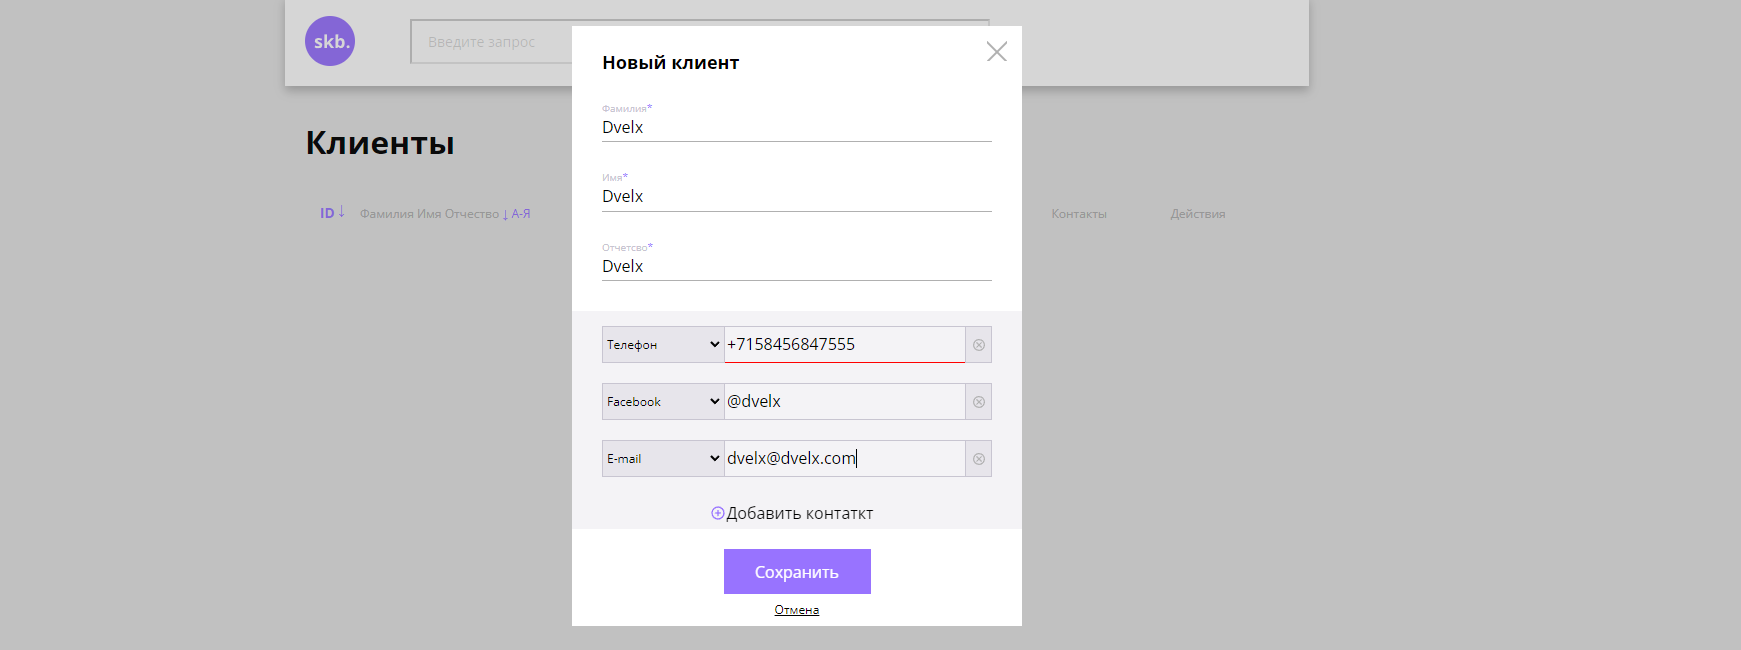 skb.
Введите запрос
Новый клиент
Фамилия*
Dvelx
Клиенты
Имя*
Dvelx
ID↓ Фамилия Имя Отчество ↓ А-Я Контакты Действия
Отчетсво*
Dvelx
Телефон +7158456847555
Facebook @dvelx
E-mail dvelx@dvelx.com
Добавить контаткт
Сохранить
Отмена